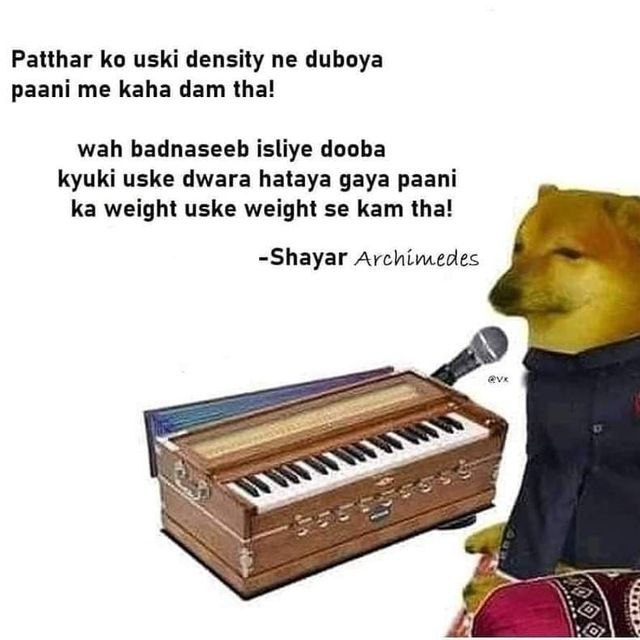 Patthar ko uski density ne duboya
paani me kaha dam tha!
wah badnaseeb isliye dooba
kyuki uske dwara hataya gaya paani
ka weight uske weight se kam tha!
-Shayar Archimedes
@vx